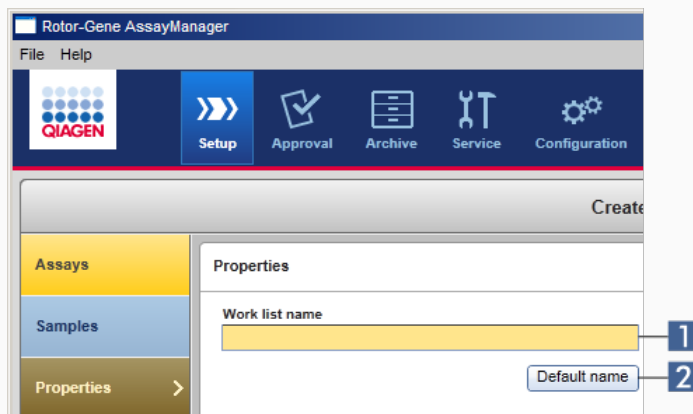 Rotor-Gene AssayManager
File Help
QIAGEN
Setup Approval Archive Service Configuration
Create
Assays
Properties
Work list name
Samples
1
Default name
2
Properties